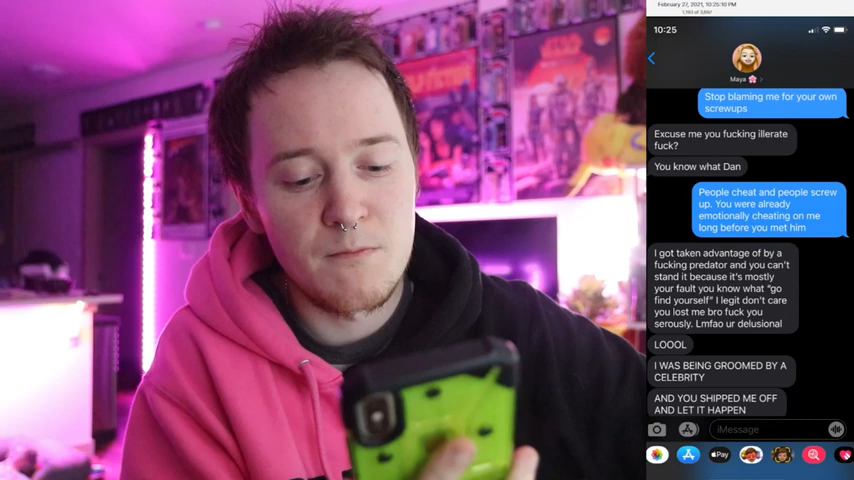 February 27, 2021, 10:25:10 PM
10:25
Maya
Stop blaming me for your own
screwups
Excuse me you fucking illerate
fuck?
You know what Dan
People cheat and people screw
up. You were already
emotionally cheating on me
long before you met him
I got taken advantage of by a
fucking predator and you can't
stand it because it's mostly
your fault you know what "go
find yourself" I legit don't care
you lost me bro fuck you
serously. Lmfao ur delusional
LOOOL
I WAS BEING GROOMED BY A
CELEBRITY
AND YOU SHIPPED ME OFF
AND LET IT HAPPEN
iMessage
Pay